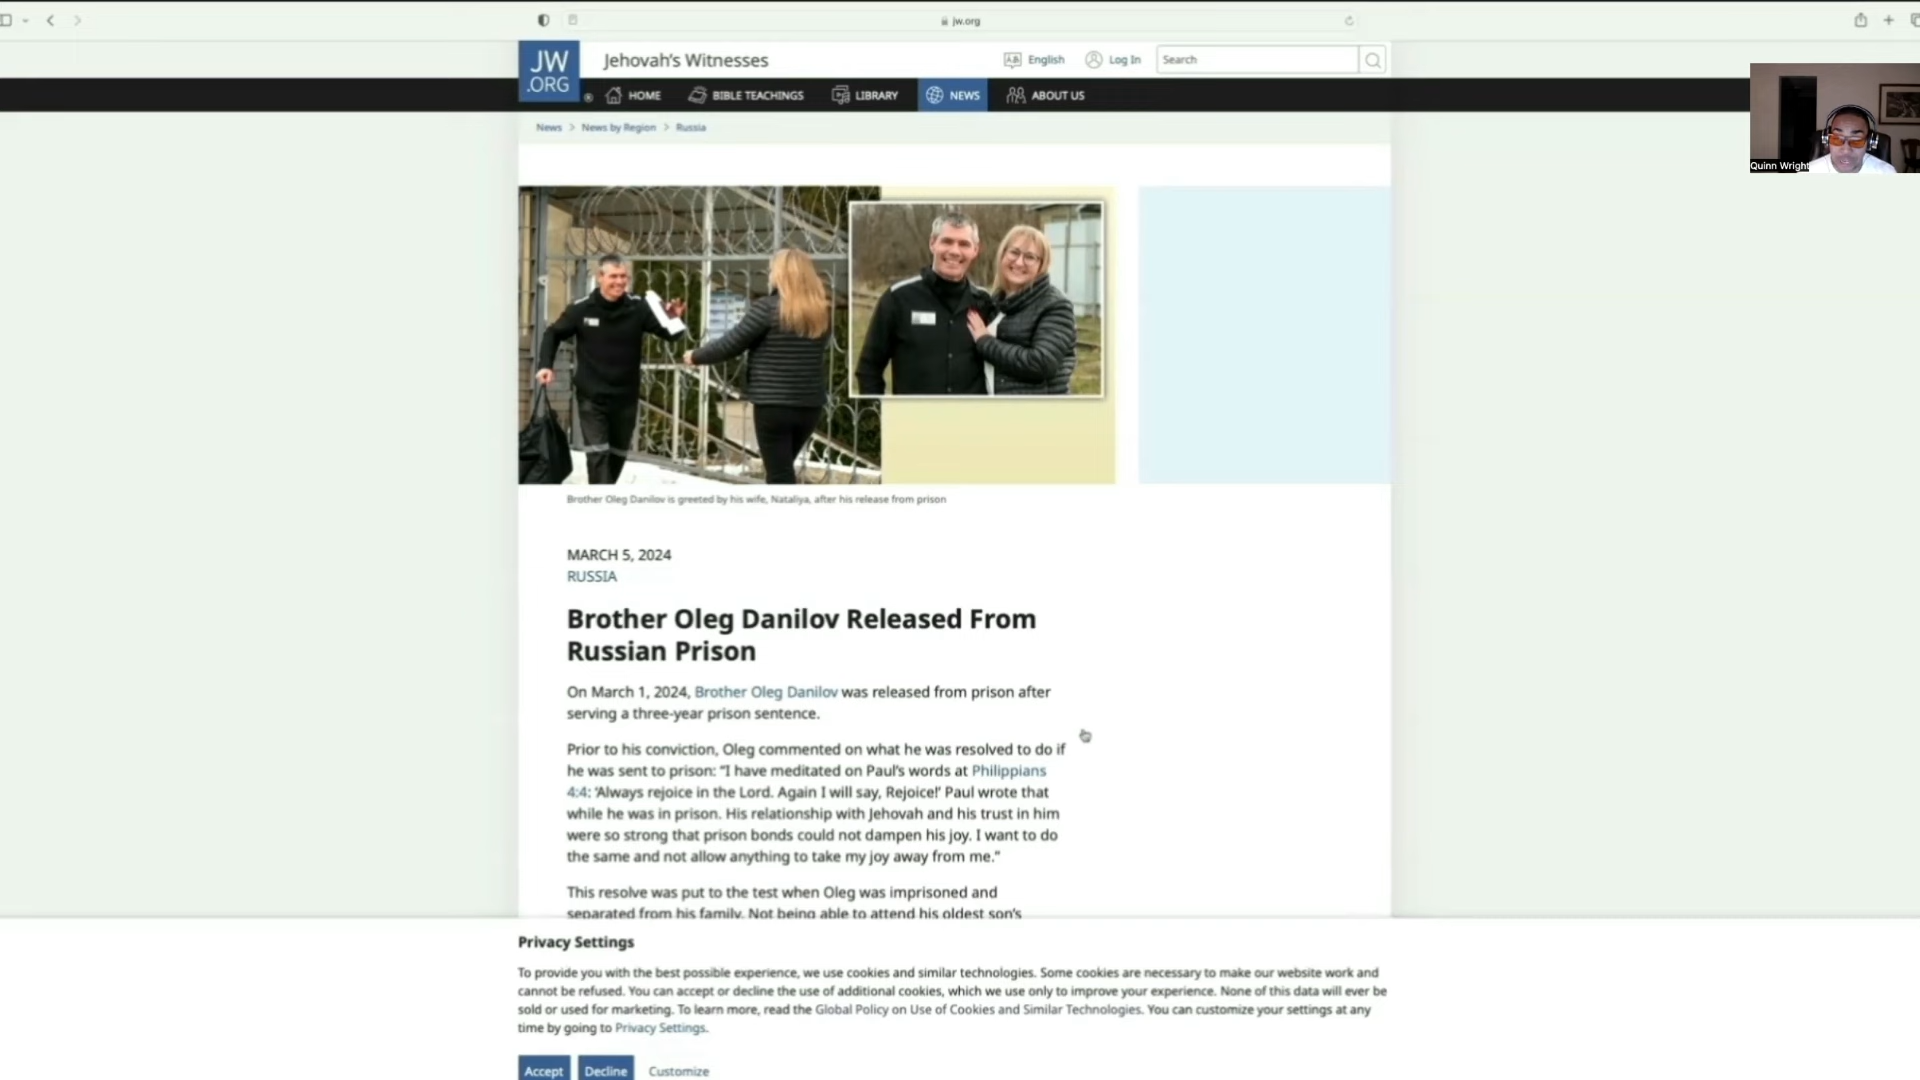 jw.org
JW
.ORG
®
Jehovah's Witnesses
English
Log In
Search
HOME
BIBLE TEACHINGS
LIBRARY
NEWS
ABOUT US
News > News by Region > Russia
Quinn Wright
Brother Oleg Danilov is greeted by his wife, Nataliya, after his release from prison
MARCH 5, 2024
RUSSIA
Brother Oleg Danilov Released From
Russian Prison
On March 1, 2024, Brother Oleg Danilov was released from prison after
serving a three-year prison sentence.
Prior to his conviction, Oleg commented on what he was resolved to do if
he was sent to prison: “I have meditated on Paul’s words at Philippians
4:4: ‘Always rejoice in the Lord. Again I will say, Rejoice!’ Paul wrote that
while he was in prison. His relationship with Jehovah and his trust in him
were so strong that prison bonds could not dampen his joy. I want to do
the same and not allow anything to take my joy away from me.”
This resolve was put to the test when Oleg was imprisoned and
separated from his family. Not being able to attend his oldest son’s
Privacy Settings
To provide you with the best possible experience, we use cookies and similar technologies. Some cookies are necessary to make our website work and
cannot be refused. You can accept or decline the use of additional cookies, which we use only to improve your experience. None of this data will ever be
sold or used for marketing. To learn more, read the Global Policy on Use of Cookies and Similar Technologies. You can customize your settings at any
time by going to Privacy Settings.
Accept
Decline
Customize